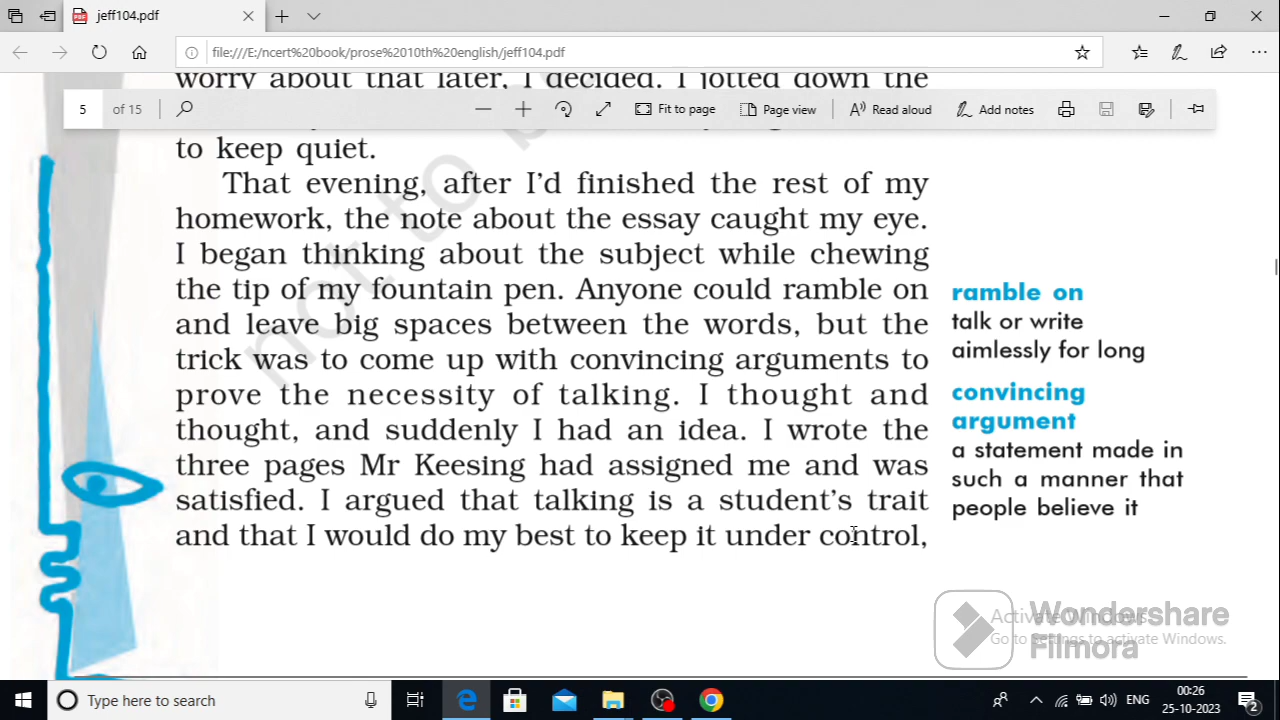 jeff104.pdf
file:///E:/ncert%20book/prose%2010th%20english/jeff104.pdf
worry about that later, I decided. I jotted down the
5 of 15 Fit to page Page view Read aloud Add notes
to keep quiet.
That evening, after I'd finished the rest of my
homework, the note about the essay caught my eye.
I began thinking about the subject while chewing
the tip of my fountain pen. Anyone could ramble on
and leave big spaces between the words, but the
trick was to come up with convincing arguments to
prove the necessity of talking. I thought and
thought, and suddenly I had an idea. I wrote the
three pages Mr Keesing had assigned me and was
satisfied. I argued that talking is a student's trait
and that I would do my best to keep it under control,
ramble on
talk or write
aimlessly for long
convincing
argument
a statement made in
such a manner that
people believe it
not to b
Activate Windows
Go to Settings to activate Windows.
Wondershare
Filmora
Type here to search
ENG
00:26
25-10-2023
2